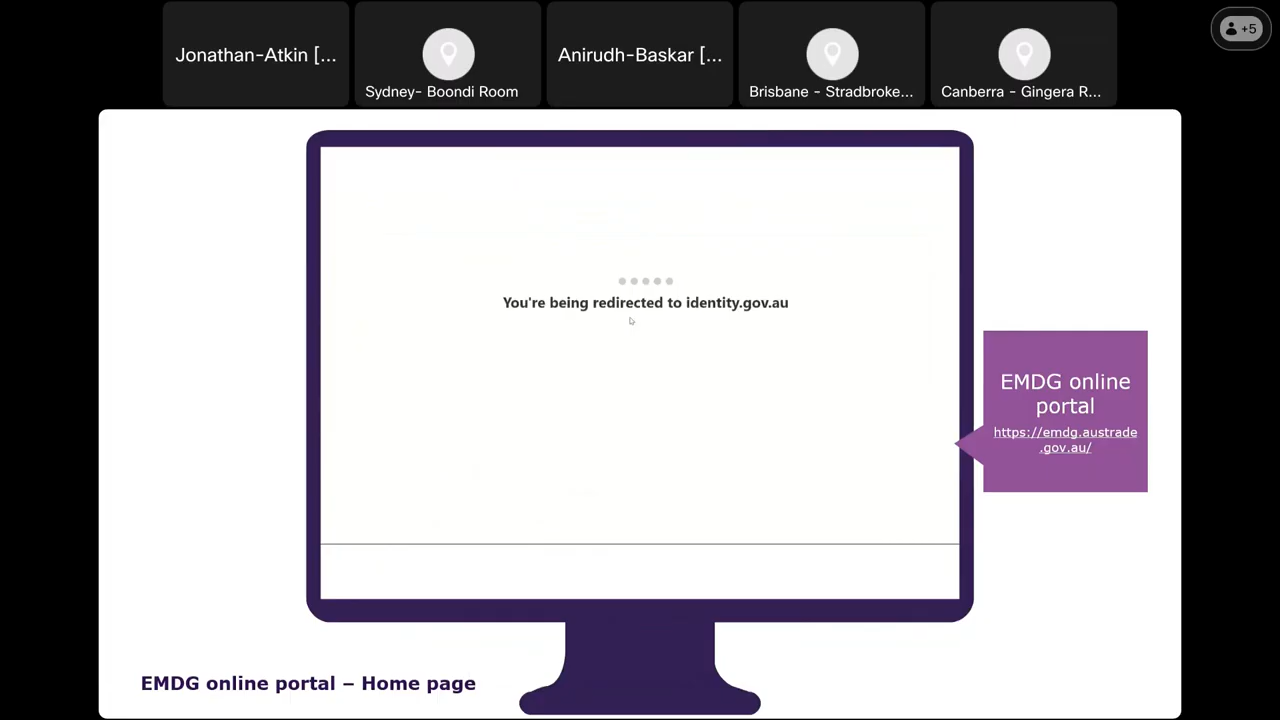 Jonathan-Atkin [...
Sydney- Boondi Room
Anirudh-Baskar [...
Brisbane - Stradbroke...
Canberra - Gingera R...
+5
You're being redirected to identity.gov.au
EMDG online
portal
https://emdg.austrade
.gov.au/
EMDG online portal – Home page